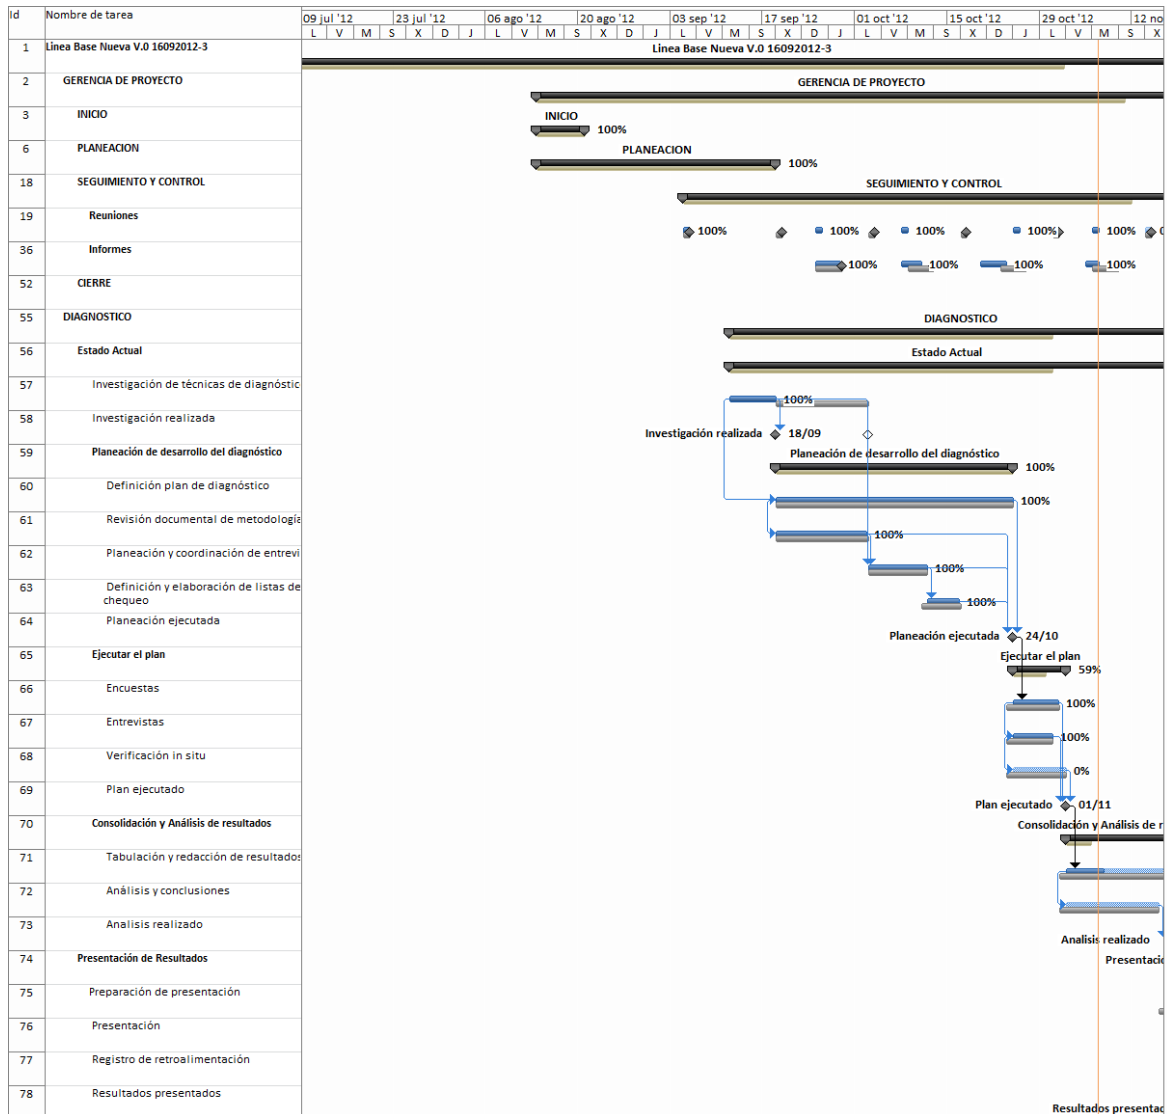 Id Nombre de tarea 09 jul '12 23 jul '12 06 ago '12 20 ago '12 03 sep '12 17 sep '12 01 oct '12 15 oct '12 29 oct '12 12 no
L V M S X D J L V M S X D J L V M S X D J L V M S X
1 Linea Base Nueva V.0 16092012-3 Linea Base Nueva V.0 16092012-3
2 GERENCIA DE PROYECTO GERENCIA DE PROYECTO
3 INICIO INICIO 100%
6 PLANEACION PLANEACION 100%
18 SEGUIMIENTO Y CONTROL SEGUIMIENTO Y CONTROL
19 Reuniones 100% 100% 100% 100% 100%
36 Informes 100% 100% 100% 100%
52 CIERRE
55 DIAGNOSTICO DIAGNOSTICO
56 Estado Actual Estado Actual
57 Investigación de técnicas de diagnóstic 100%
58 Investigación realizada Investigación realizada 18/09
59 Planeación de desarrollo del diagnóstico Planeación de desarrollo del diagnóstico 100%
60 Definición plan de diagnóstico 100%
61 Revisión documental de metodología 100%
62 Planeación y coordinación de entrevi 100%
63 Definición y elaboración de listas de
chequeo 100%
64 Planeación ejecutada Planeación ejecutada 24/10
65 Ejecutar el plan Ejecutar el plan 59%
66 Encuestas 100%
67 Entrevistas 100%
68 Verificación in situ 0%
69 Plan ejecutado Plan ejecutado 01/11
70 Consolidación y Análisis de resultados Consolidación y Análisis de r
71 Tabulación y redacción de resultados
72 Análisis y conclusiones
73 Analisis realizado Analisis realizado
74 Presentación de Resultados Presentació
75 Preparación de presentación
76 Presentación
77 Registro de retroalimentación
78 Resultados presentados Resultados presentad